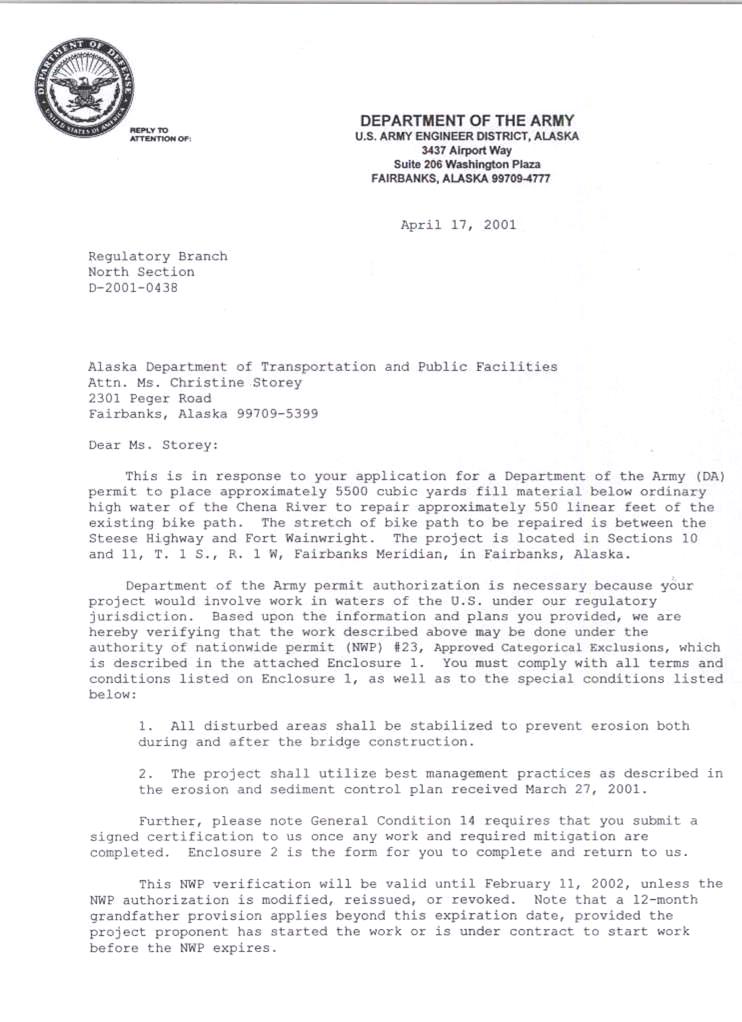 DEPARTMENT OF DEFENSE
UNITED STATES OF AMERICA
REPLY TO
ATTENTION OF:
DEPARTMENT OF THE ARMY
U.S. ARMY ENGINEER DISTRICT, ALASKA
3437 Airport Way
Suite 206 Washington Plaza
FAIRBANKS, ALASKA 99709-4777
April 17, 2001
Regulatory Branch
North Section
D-2001-0438
Alaska Department of Transportation and Public Facilities
Attn. Ms. Christine Storey
2301 Peger Road
Fairbanks, Alaska 99709-5399
Dear Ms. Storey:
This is in response to your application for a Department of the Army (DA)
permit to place approximately 5500 cubic yards fill material below ordinary
high water of the Chena River to repair approximately 550 linear feet of the
existing bike path. The stretch of bike path to be repaired is between the
Steese Highway and Fort Wainwright. The project is located in Sections 10
and 11, T. 1 S., R. 1 W, Fairbanks Meridian, in Fairbanks, Alaska.
Department of the Army permit authorization is necessary because your
project would involve work in waters of the U.S. under our regulatory
jurisdiction. Based upon the information and plans you provided, we are
hereby verifying that the work described above may be done under the
authority of nationwide permit (NWP) #23, Approved Categorical Exclusions, which
is described in the attached Enclosure 1. You must comply with all terms and
conditions listed on Enclosure 1, as well as to the special conditions listed
below:
1. All disturbed areas shall be stabilized to prevent erosion both
during and after the bridge construction.
2. The project shall utilize best management practices as described in
the erosion and sediment control plan received March 27, 2001.
Further, please note General Condition 14 requires that you submit a
signed certification to us once any work and required mitigation are
completed. Enclosure 2 is the form for you to complete and return to us.
This NWP verification will be valid until February 11, 2002, unless the
NWP authorization is modified, reissued, or revoked. Note that a 12-month
grandfather provision applies beyond this expiration date, provided the
project proponent has started the work or is under contract to start work
before the NWP expires.